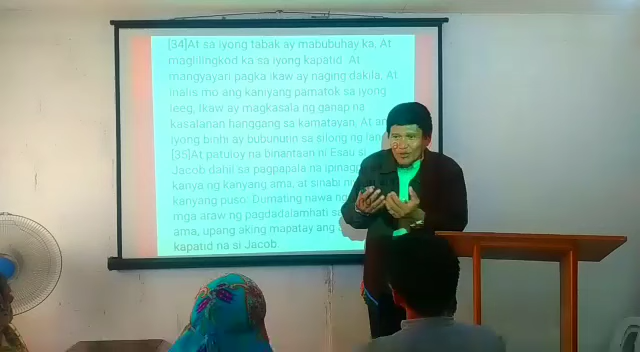 [34]At sa iyong tabak ay mabubuhay ka, At
maglilingkod ka sa iyong kapatid. At
mangyayari pagka ikaw ay naging dakila, At
inalis mo ang kaniyang pamatok sa iyong
leeg, Ikaw ay magkasala ng ganap na
kasalanan hanggang sa kamatayan, At
iyong binhi ay bubunutin sa silong ng
[35]At patuloy na binantaan ni Esau si
Jacob dahil sa pagpapala na
kanya ng kanyang ama, at sinabi
kanyang puso: Dumating nawa
mga araw ng pagdadalamhati
ama, upang aking mapatay ang
kapatid na si Jacob.